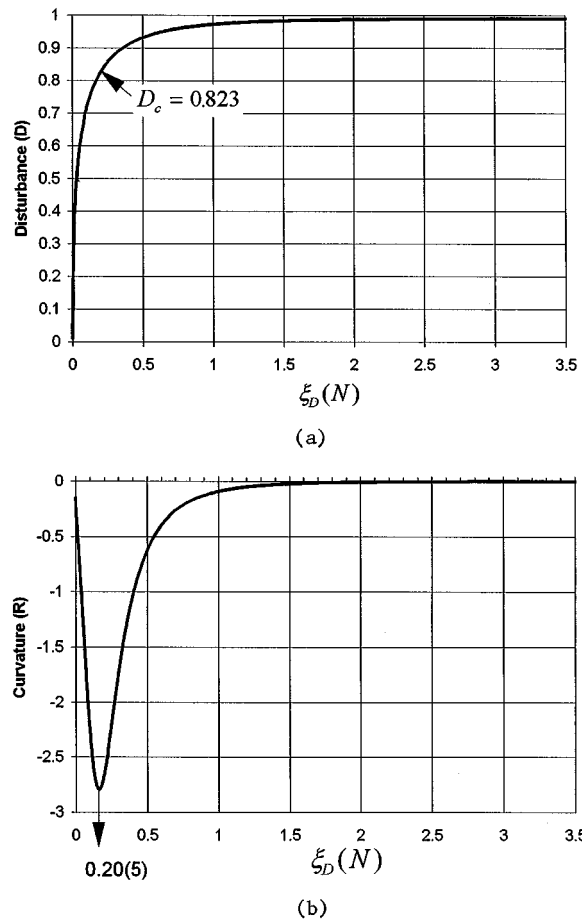 1
0.9
0.8
0.7
0.6
0.5
0.4
0.3
0.2
0.1
0
Disturbance (D)
D_c = 0.823
0 0.5 1 1.5 2 2.5 3 3.5
ξ_D(N)
(a)
0
-0.5
-1
-1.5
-2
-2.5
-3
Curvature (R)
0 0.5 1 1.5 2 2.5 3 3.5
0.20(5)
ξ_D(N)
(b)